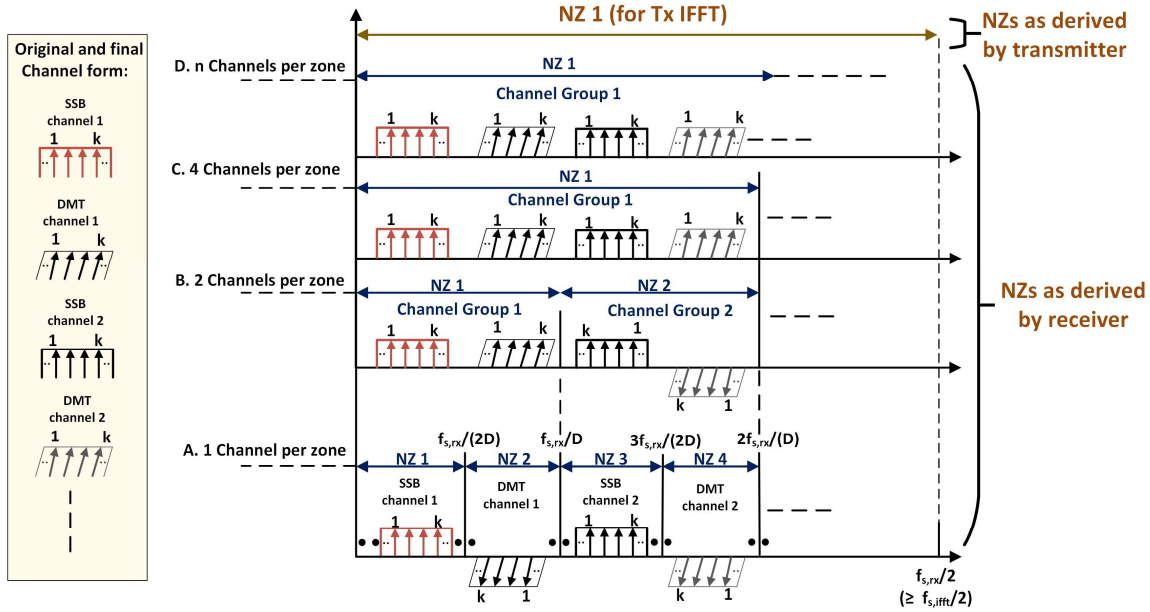 Original and final
Channel form:
SSB
channel 1
1 k
.. ..
DMT
channel 1
1 k
.. ..
SSB
channel 2
1 k
.. ..
DMT
channel 2
1 k
.. ..
NZ 1 (for Tx IFFT)
NZs as derived
by transmitter
D. n Channels per zone
NZ 1
Channel Group 1
1 k 1 k 1 k 1 k
.. .. .. .. .. .. .. ..
C. 4 Channels per zone
NZ 1
Channel Group 1
1 k 1 k 1 k 1 k
.. .. .. .. .. .. .. ..
B. 2 Channels per zone
NZ 1 NZ 2
Channel Group 1 Channel Group 2
1 k 1 k k 1
.. .. .. .. .. ..
.. ..
k 1
NZs as derived
by receiver
fs,rx/(2D) fs,rx/D 3fs,rx/(2D) 2fs,rx/(D)
A. 1 Channel per zone
NZ 1 NZ 2 NZ 3 NZ 4
SSB
channel 1
DMT
channel 1
SSB
channel 2
DMT
channel 2
1 k 1 k
.. .. .. ..
.. .. .. ..
k 1 k 1
fs,rx/2
(≥ fs,ifft/2)